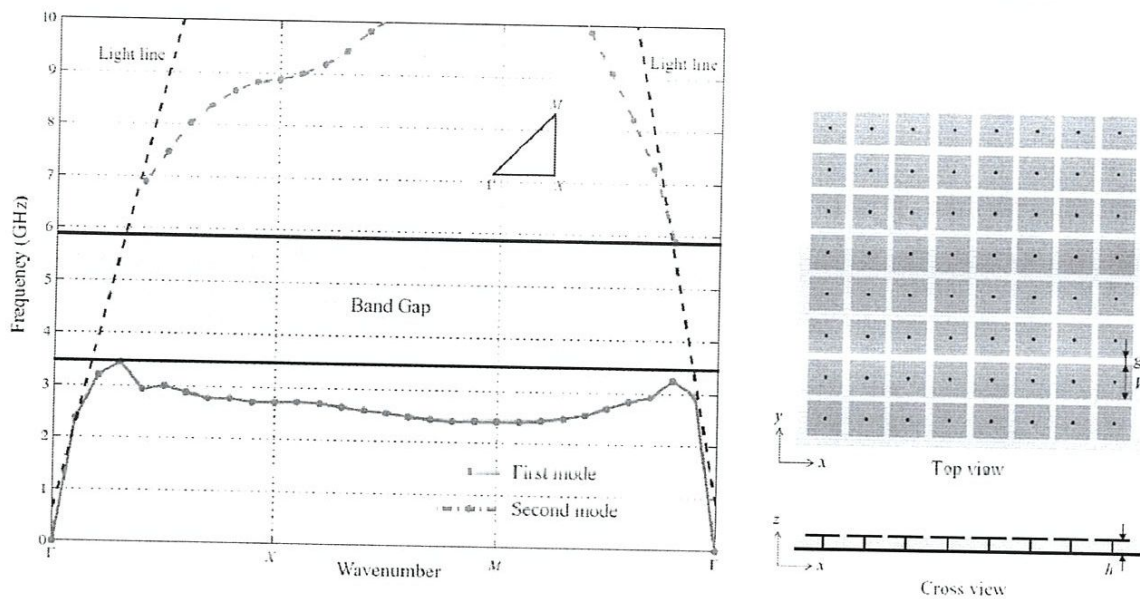 10
9
8
7
6
5
4
3
2
1
0
Frequency (GHz)
Light line
Light line
M
Γ
X
Band Gap
First mode
Second mode
Γ
X
M
Γ
Wavenumber
g
P
y
x
Top view
z
x
h
Cross view